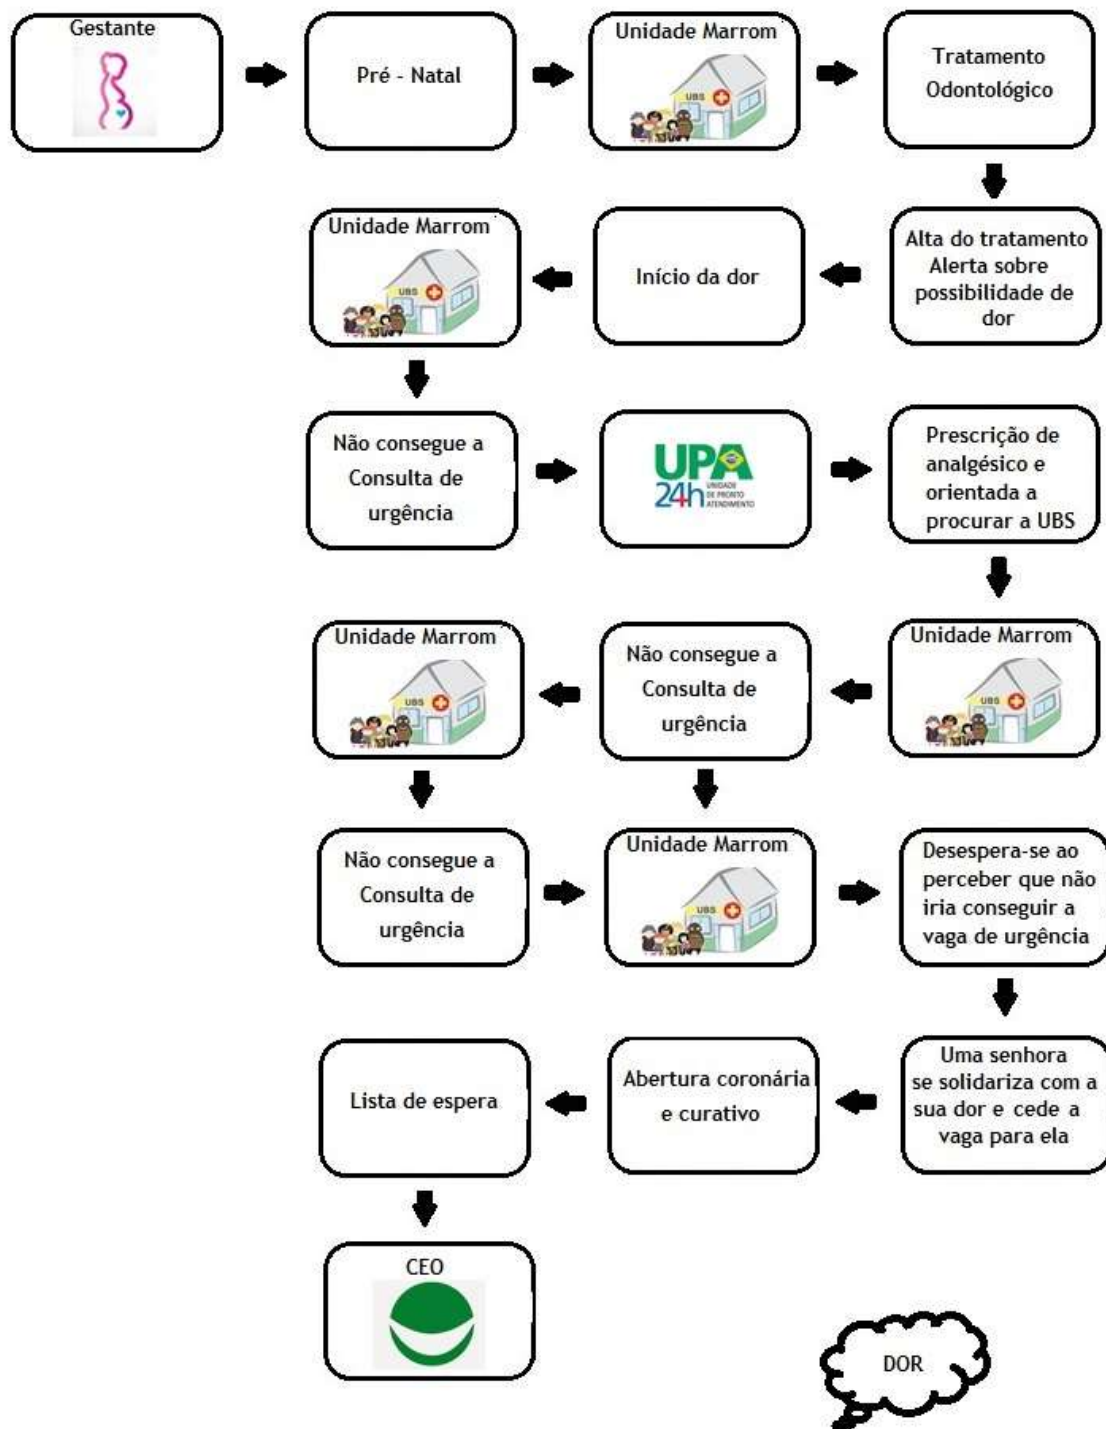 Gestante
Pré - Natal
Unidade Marrom
UBS
Tratamento
Odontológico
Alta do tratamento
Alerta sobre
possibilidade de
dor
Início da dor
Unidade Marrom
UBS
Não consegue a
Consulta de
urgência
UPA
24h
UNIDADE
DE PRONTO
ATENDIMENTO
Prescrição de
analgésico e
orientada a
procurar a UBS
Unidade Marrom
UBS
Não consegue a
Consulta de
urgência
Unidade Marrom
UBS
Não consegue a
Consulta de
urgência
Unidade Marrom
UBS
Desespera-se ao
perceber que não
iria conseguir a
vaga de urgência
Uma senhora
se solidariza com a
sua dor e cede a
vaga para ela
Abertura coronária
e curativo
Lista de espera
CEO
DOR